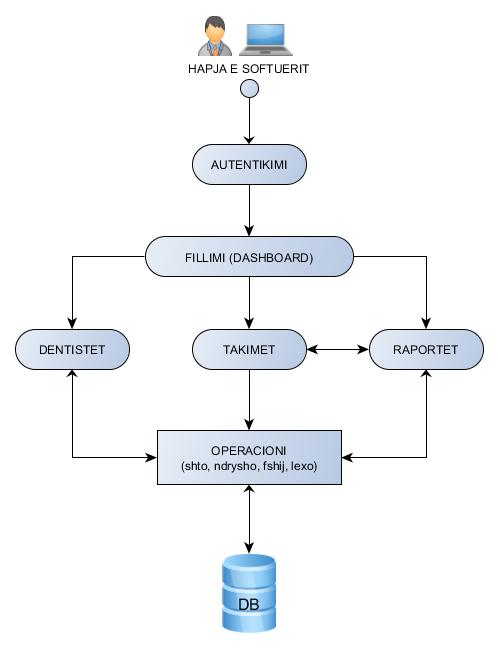 HAPJA E SOFTUERIT
AUTENTIKIMI
FILLIMI (DASHBOARD)
DENTISTET
TAKIMET
RAPORTET
OPERACIONI
(shto, ndrysho, fshij, lexo)
DB